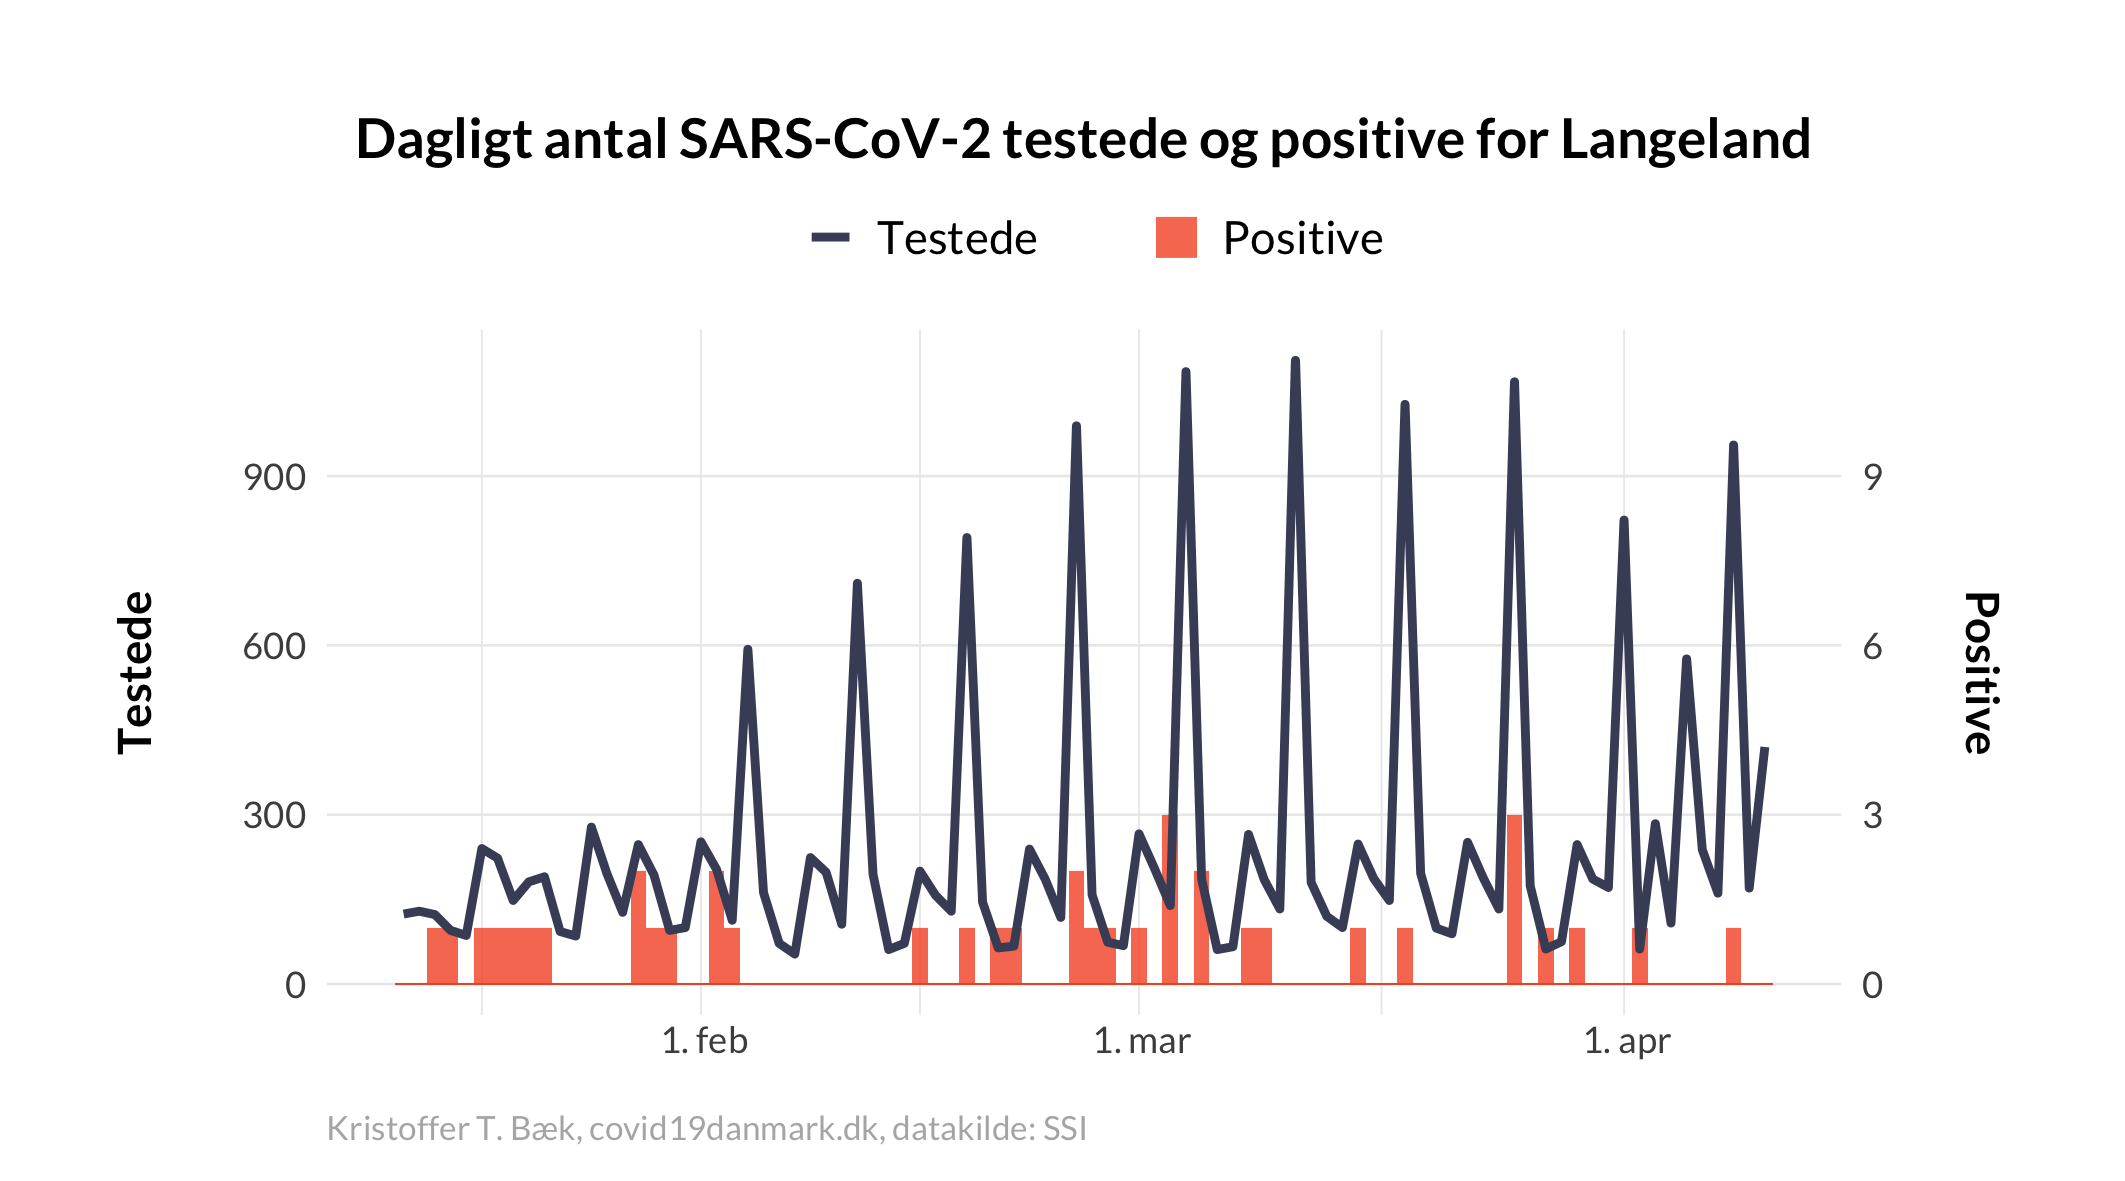 Dagligt antal SARS-CoV-2 testede og positive for Langeland
Testede Positive
900 9
600 6
300 3
0 0
Testede
Positive
1. feb 1. mar 1. apr
Kristoffer T. Bæk, covid19danmark.dk, datakilde: SSI